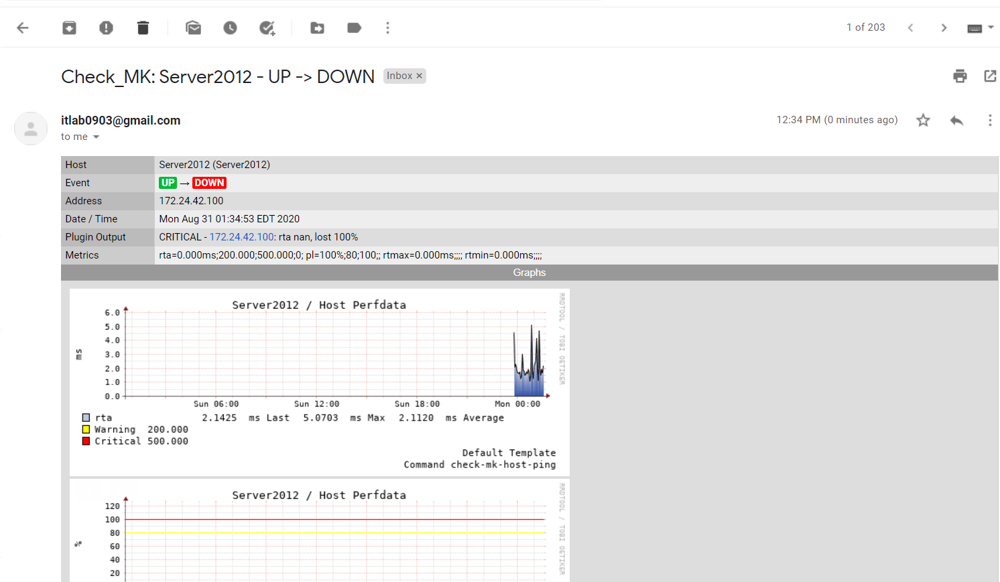 1 of 203
Check_MK: Server2012 - UP -> DOWN Inbox ×
itlab0903@gmail.com 12:34 PM (0 minutes ago)
to me
Host Server2012 (Server2012)
Event UP → DOWN
Address 172.24.42.100
Date / Time Mon Aug 31 01:34:53 EDT 2020
Plugin Output CRITICAL - 172.24.42.100: rta nan, lost 100%
Metrics rta=0.000ms;200.000;500.000;0; pl=100%;80;100;; rtmax=0.000ms;;;; rtmin=0.000ms;;;;
Graphs
Server2012 / Host Perfdata
RRDTOOL / TOBI OETIKER
ms
6.0
5.0
4.0
3.0
2.0
1.0
0.0
Sun 06:00 Sun 12:00 Sun 18:00 Mon 00:00
rta 2.1425 ms Last 5.0703 ms Max 2.1120 ms Average
Warning 200.000
Critical 500.000
Default Template
Command check-mk-host-ping
Server2012 / Host Perfdata
RRDTOOL / TOBI OETIKER
%
120
100
80
60
40
20